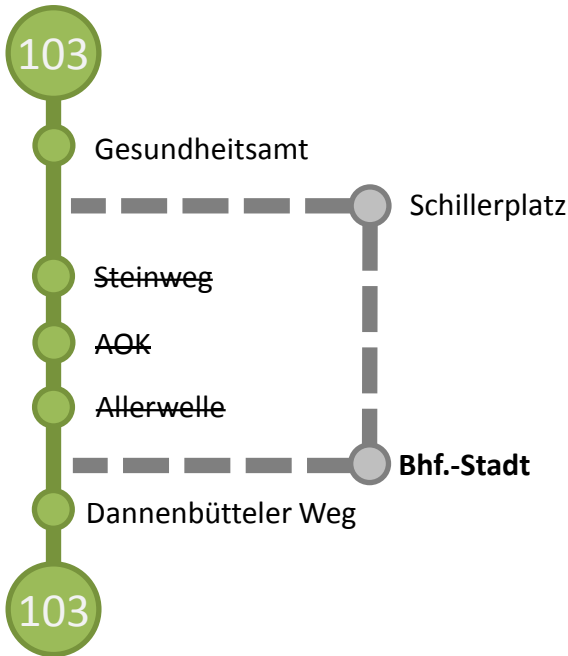 103
Gesundheitsamt
Schillerplatz
Steinweg
AOK
Allerwelle
Bhf.-Stadt
Dannenbütteler Weg
103